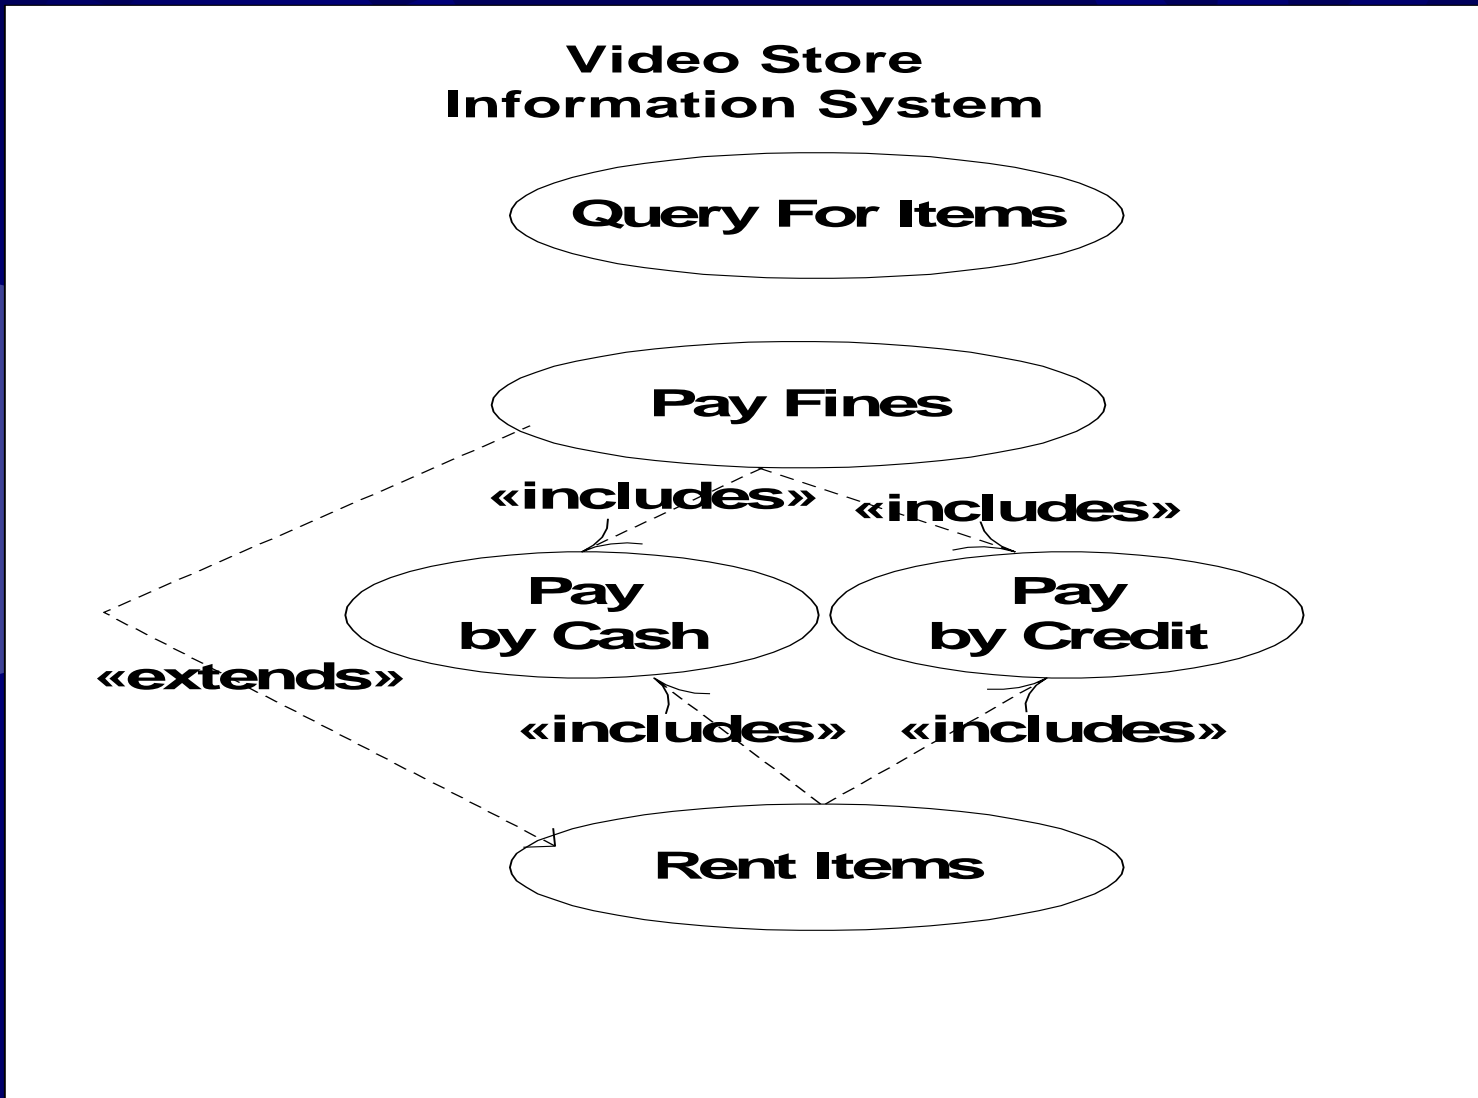 Video Store
Information System
Query For Items
Pay Fines
«includes»
«includes»
Pay
by Cash
Pay
by Credit
«extends»
«includes»
«includes»
Rent Items